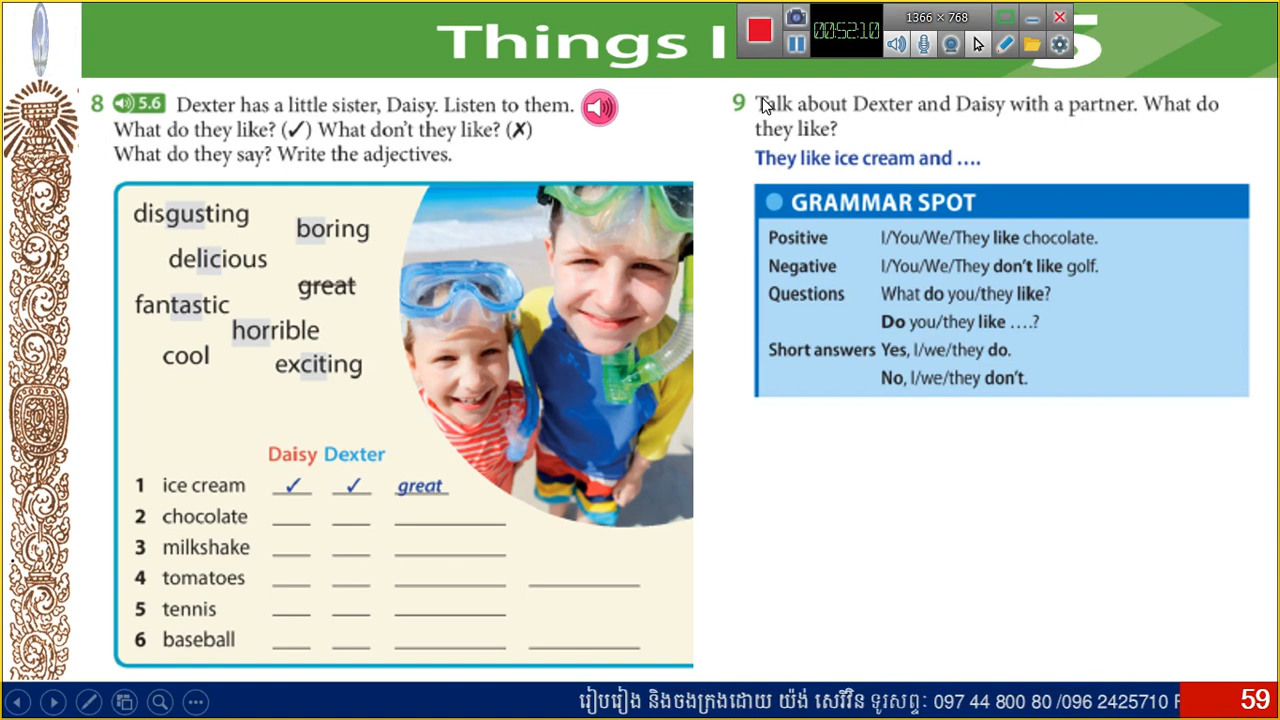 Things I
5
1366 × 768
00:52:10
8 5.6 Dexter has a little sister, Daisy. Listen to them.
What do they like? (✓) What don't they like? (✗)
What do they say? Write the adjectives.
disgusting
boring
delicious
great
fantastic
horrible
cool
exciting
Daisy Dexter
1 ice cream ✓ ✓ great
2 chocolate
3 milkshake
4 tomatoes
5 tennis
6 baseball
9 Talk about Dexter and Daisy with a partner. What do
they like?
They like ice cream and ….
GRAMMAR SPOT
Positive I/You/We/They like chocolate.
Negative I/You/We/They don't like golf.
Questions What do you/they like?
Do you/they like ….?
Short answers Yes, I/we/they do.
No, I/we/they don't.
រៀបរៀង និងចងក្រងដោយ យ៉ង់ សេរីវិន ទូរសព្ទៈ 097 44 800 80 /096 2425710 F
59